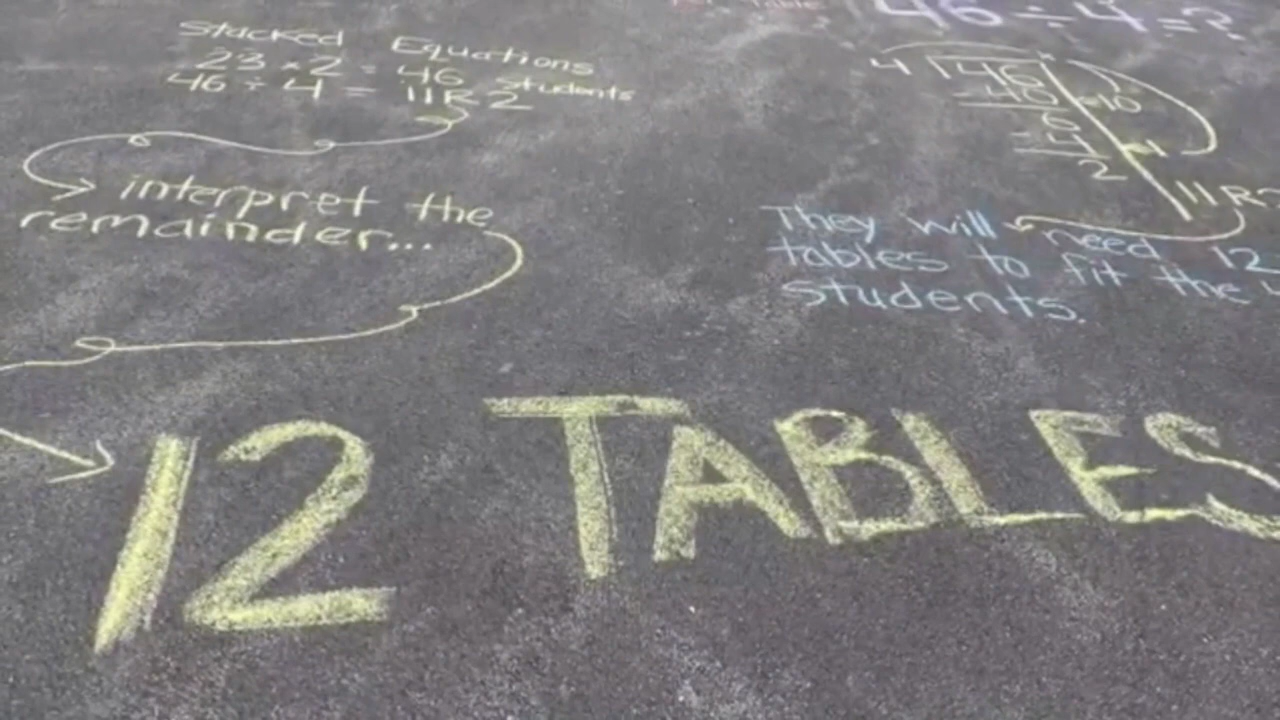 Stacked Equations
23 × 2 = 46 students
46 ÷ 4 = 11 R 2
interpret the
remainder...
46 ÷ 4 = ?
4 46
- 40 10
6
- 4 1
2
11 R
They will need 12
tables to fit the
students.
12 TABLES